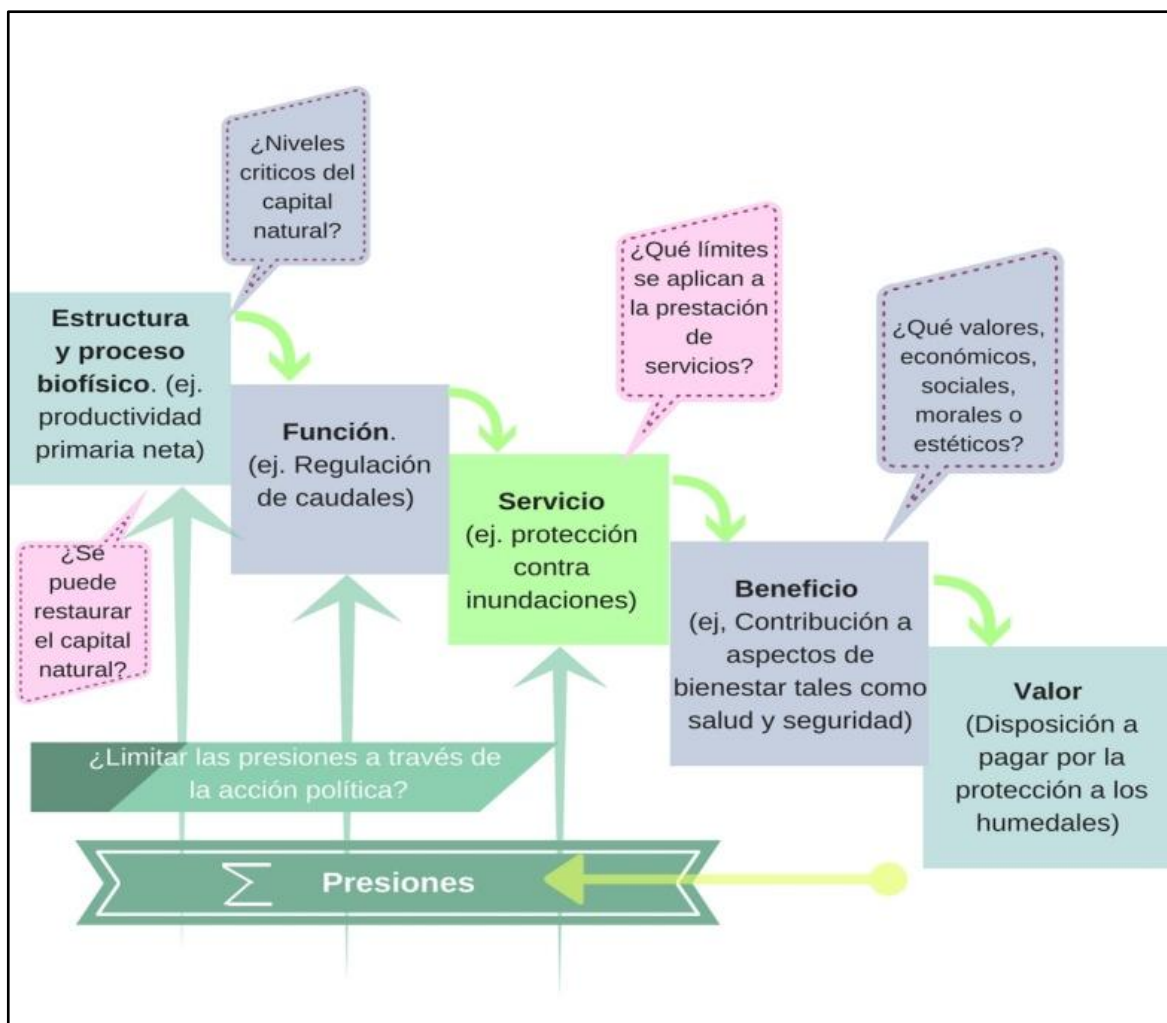 ¿Niveles
criticos del
capital
natural?
Estructura
y proceso
biofísico. (ej.
productividad
primaria neta)
¿Qué límites
se aplican a
la prestación
de
servicios?
¿Qué valores,
económicos,
sociales,
morales o
estéticos?
Función.
(ej. Regulación
de caudales)
Servicio
(ej. protección
contra
inundaciones)
¿Se
puede
restaurar
el capital
natural?
Beneficio
(ej, Contribución a
aspectos de
bienestar tales como
salud y seguridad)
Valor
(Disposición a
pagar por la
protección a los
humedales)
¿Limitar las presiones a través de
la acción política?
∑ Presiones